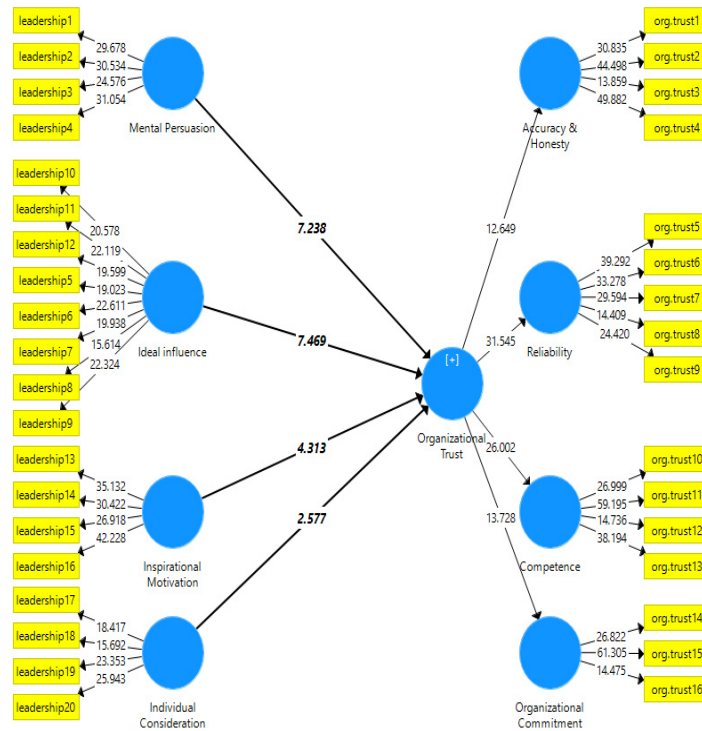 leadership1
29.678
leadership2
30.534
leadership3
24.576
31.054
leadership4
Mental Persuasion
leadership10
leadership11
20.578
22.119
leadership12
19.599
leadership5
19.023
22.611
leadership6
19.938
leadership7
15.614
leadership8
22.324
leadership9
Ideal influence
leadership13
35.132
leadership14
30.422
leadership15
26.918
42.228
leadership16
Inspirational
Motivation
leadership17
18.417
leadership18
15.692
leadership19
23.353
25.943
leadership20
Individual
Consideration
7.238
7.469
4.313
2.577
[+]
Organizational
Trust
12.649
31.545
26.002
13.728
Accuracy &
Honesty
30.835
org.trust1
44.498
org.trust2
13.859
org.trust3
49.882
org.trust4
Reliability
39.292
org.trust5
33.278
org.trust6
29.594
org.trust7
14.409
org.trust8
24.420
org.trust9
Competence
26.999
org.trust10
59.195
org.trust11
14.736
org.trust12
38.194
org.trust13
Organizational
Commitment
26.822
org.trust14
61.305
org.trust15
14.475
org.trust16